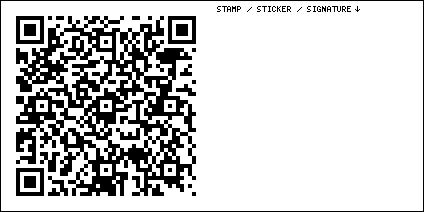 STAMP / STICKER / SIGNATURE ↓